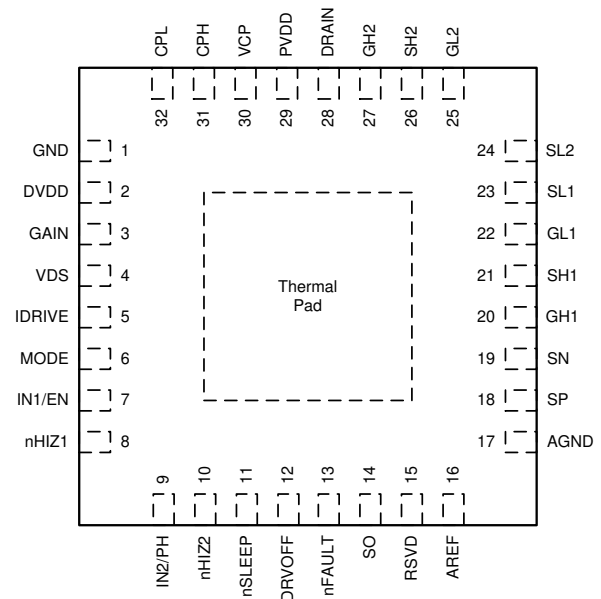 CPL
CPH
VCP
PVDD
DRAIN
GH2
SH2
GL2
32
31
30
29
28
27
26
25
GND 1
DVDD 2
GAIN 3
VDS 4
IDRIVE 5
MODE 6
IN1/EN 7
nHIZ1 8
Thermal
Pad
24 SL2
23 SL1
22 GL1
21 SH1
20 GH1
19 SN
18 SP
17 AGND
9
10
11
12
13
14
15
16
IN2/PH
nHIZ2
nSLEEP
DRVOFF
nFAULT
SO
RSVD
AREF